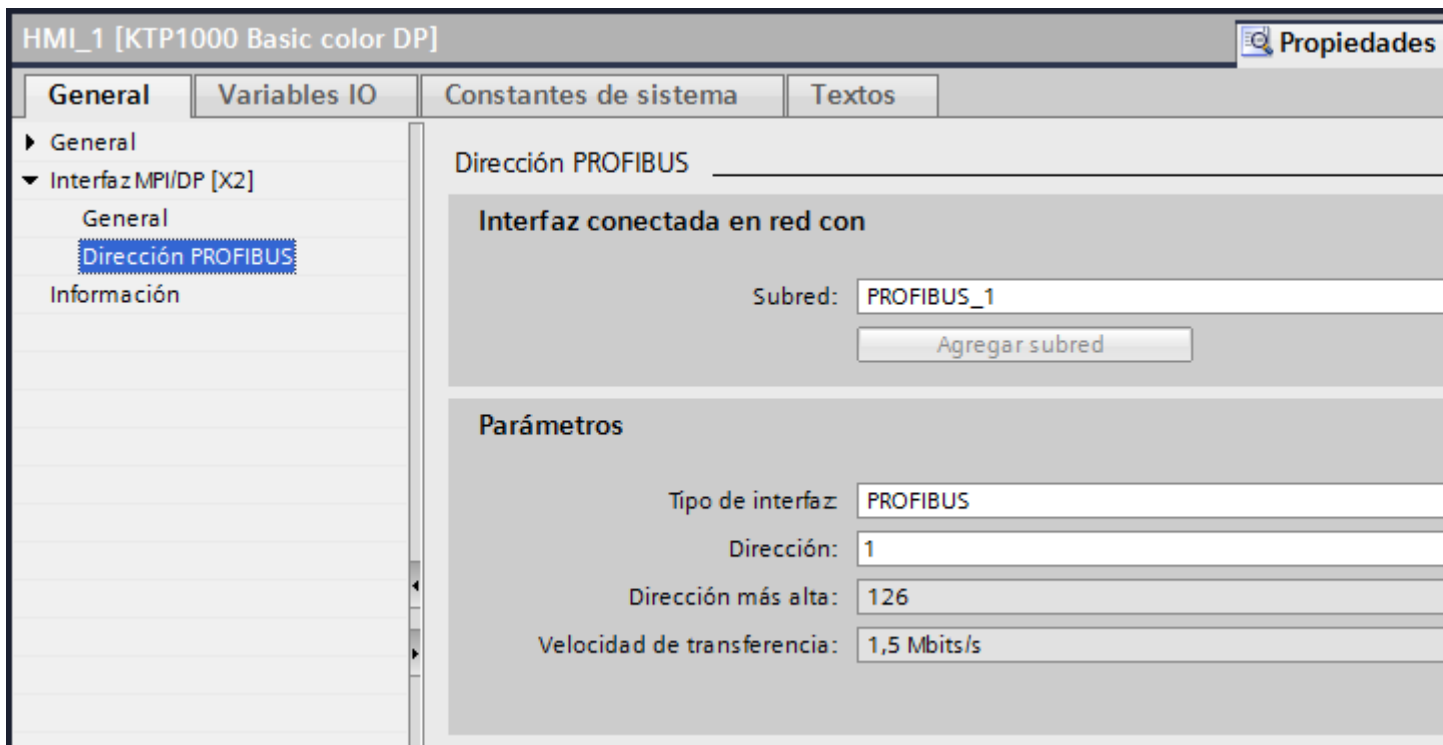 HMI_1 [KTP1000 Basic color DP]
Propiedades
General
Variables IO
Constantes de sistema
Textos
General
Interfaz MPI/DP [X2]
General
Dirección PROFIBUS
Información
Dirección PROFIBUS
Interfaz conectada en red con
Subred: PROFIBUS_1
Agregar subred
Parámetros
Tipo de interfaz PROFIBUS
Dirección: 1
Dirección más alta: 126
Velocidad de transferencia: 1,5 Mbits/s